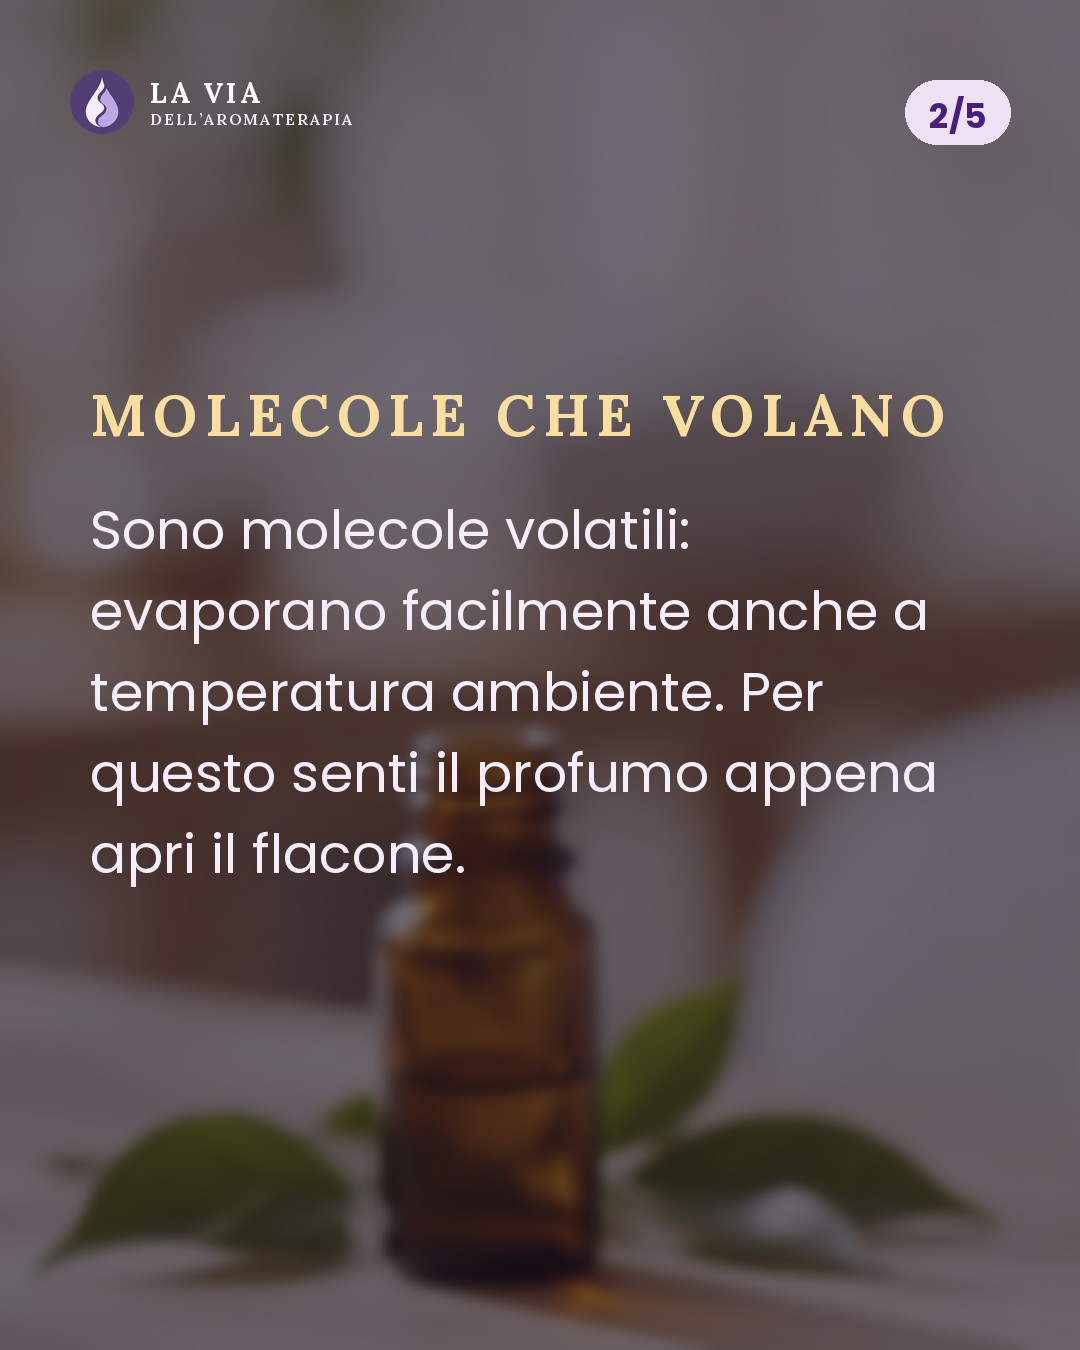 LA VIA
DELL'AROMATERAPIA
2/5
MOLECOLE CHE VOLANO
Sono molecole volatili:
evaporano facilmente anche a
temperatura ambiente. Per
questo senti il profumo appena
apri il flacone.